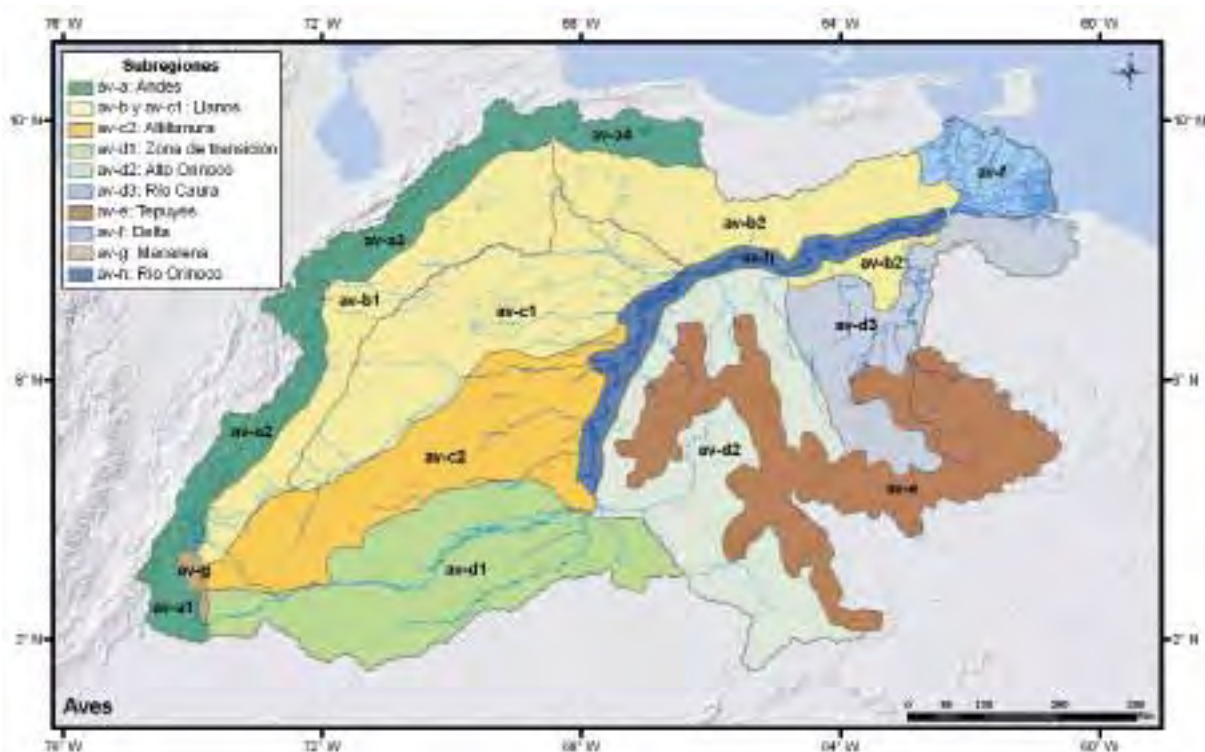 76° W 72° W 68° W 64° W 60° W
Subregiones
av-a: Andes
av-b y av-c1: Llanos
av-c2: Altillanura
av-d1: Zona de transición
av-d2: Alto Orinoco
av-d3: Río Caura
av-e: Tepuyes
av-f: Delta
av-g: Macarena
av-h: Río Orinoco
10° N 10° N
av-a4
av-f
av-b2
av-a3
av-h
av-b2
av-b1
av-c1
av-d3
6° N 6° N
av-a2
av-c2
av-d2
av-e
av-g
av-d1
av-a1
2° N 2° N
Aves
76° W 72° W 68° W 64° W 60° W